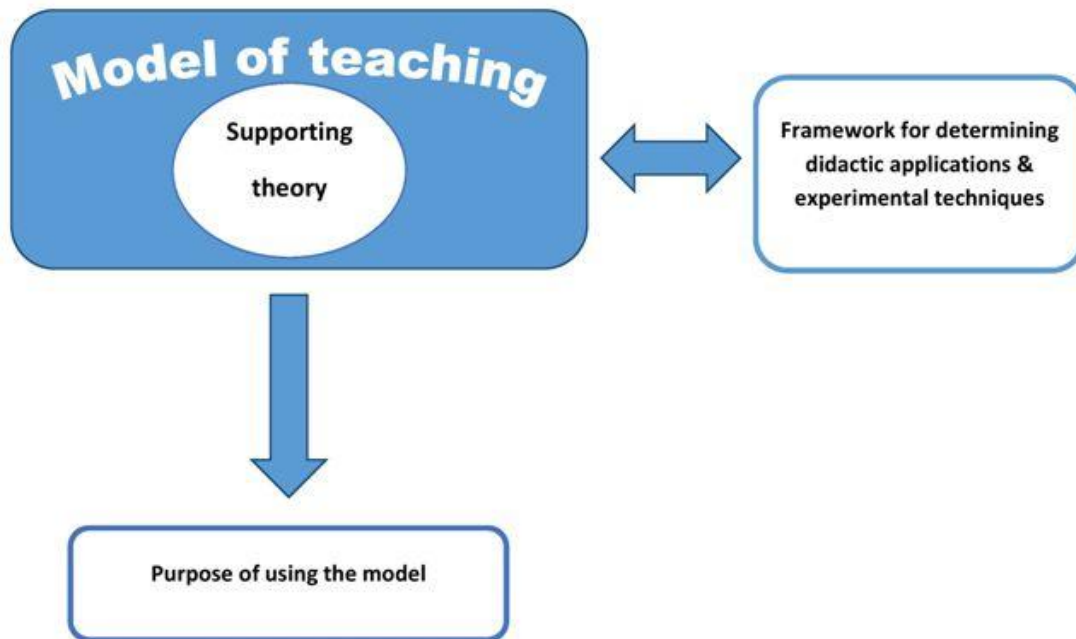 Model of teaching
Supporting
theory
Framework for determining
didactic applications &
experimental techniques
Purpose of using the model